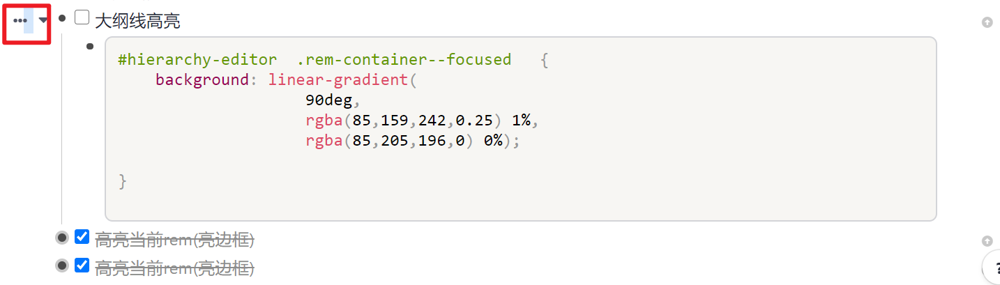 大纲线高亮
#hierarchy-editor  .rem-container--focused   {
    background: linear-gradient(
                    90deg,
                    rgba(85,159,242,0.25) 1%,
                    rgba(85,205,196,0) 0%);
}
高亮当前rem(亮边框)
高亮当前rem(亮边框)
?